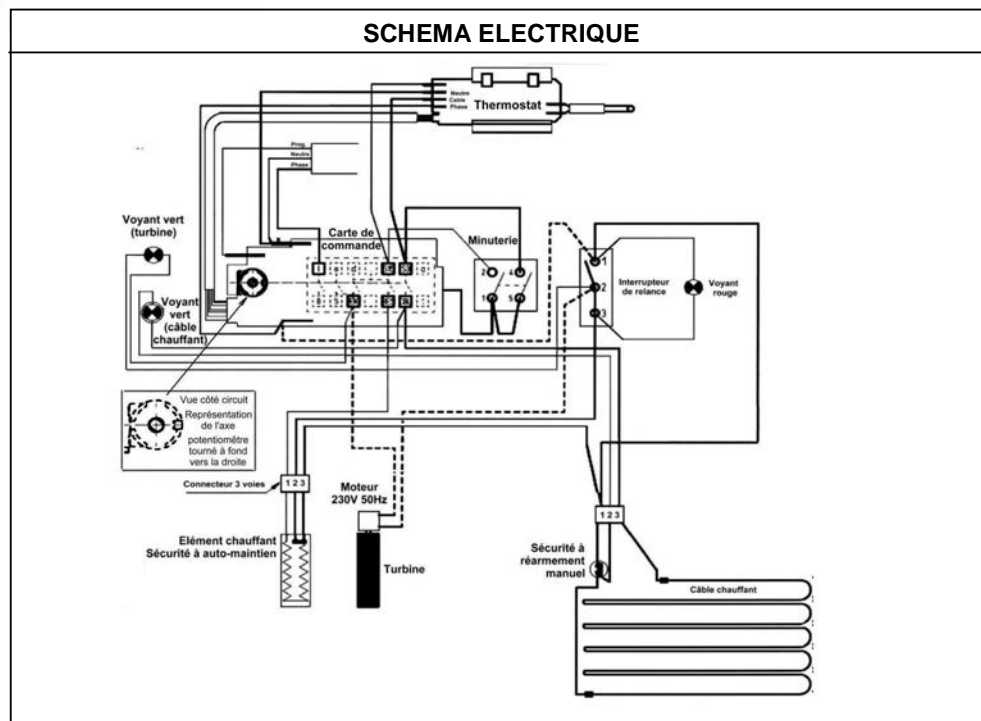 SCHEMA ELECTRIQUE
Neutre
Cable
Phase
Thermostat
Prog.
Neutre
Phase
Voyant vert
(turbine)
Carte de
commande
Minuterie
2
4
1
5
1
2
3
Interrupteur
de relance
Voyant
rouge
Voyant
vert
(câble
chauffant)
Vue côté circuit
Représentation
de l'axe
potentiomètre
tourné à fond
vers la droite
Connecteur 3 voies
1 2 3
Moteur
230V 50Hz
1 2 3
Elément chauffant
Sécurité à auto-maintien
Turbine
Sécurité à
réarmement
manuel
Câble chauffant